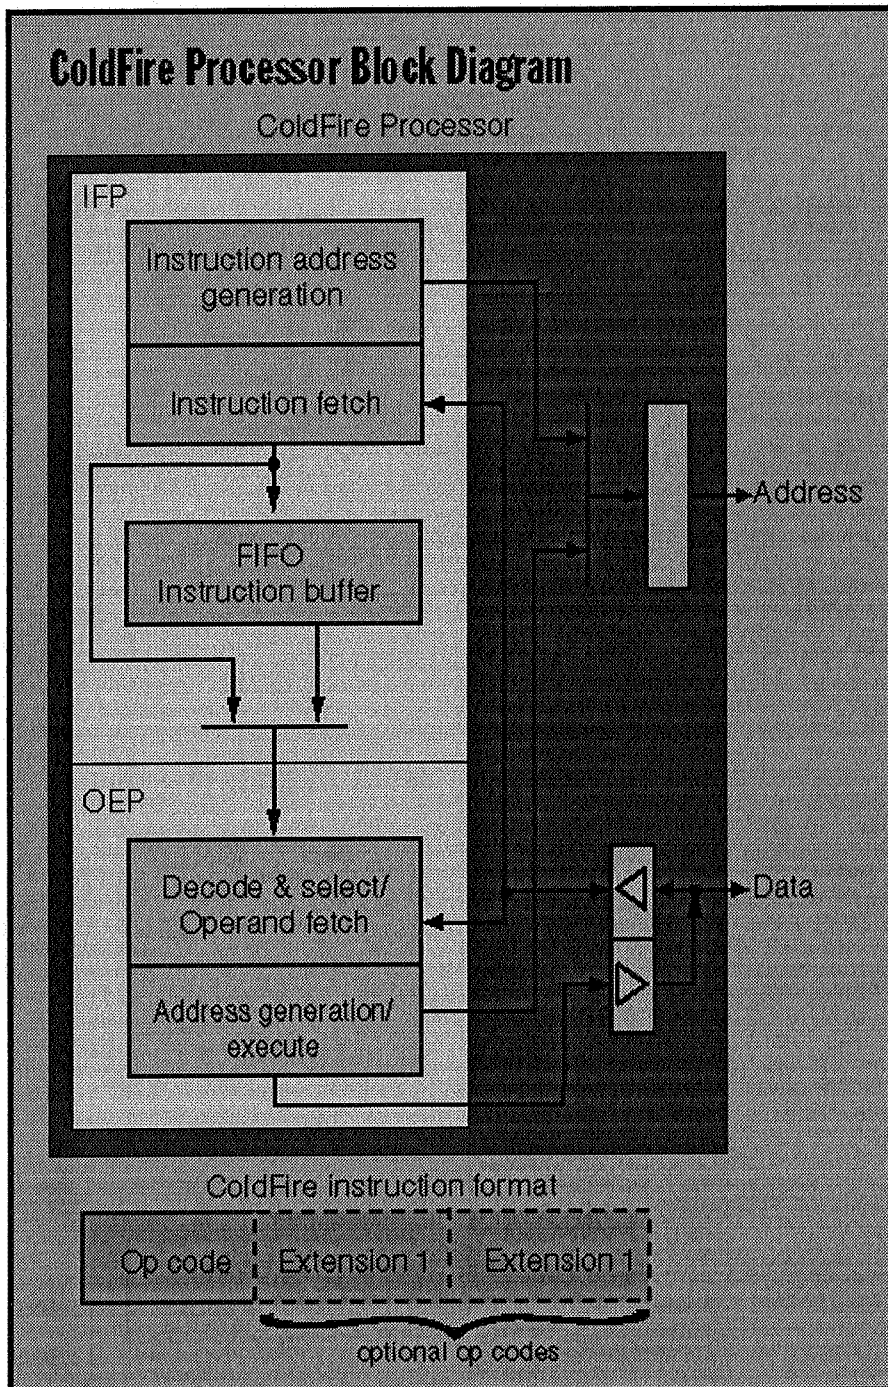 ColdFire Processor Block Diagram
ColdFire Processor
IFP
Instruction address
generation
Instruction fetch
FIFO
Instruction buffer
Address
OEP
Decode & select/
Operand fetch
Data
Address generation/
execute
ColdFire instruction format
Op code
Extension 1
Extension 1
optional op codes